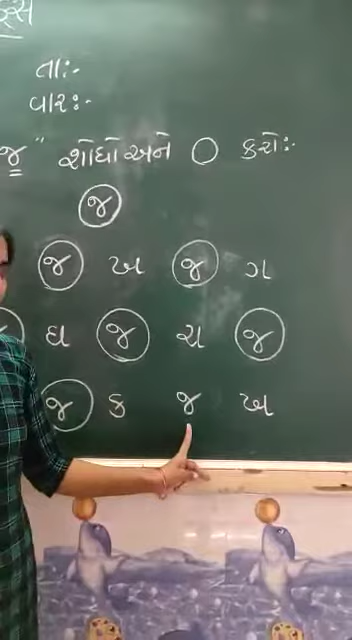 તા:-
વાર:-
જ" શોધો અને ○ કરો:-
જ
જ ખ જ ગ
ઘ જ ચ જ
જ ક જ ખ